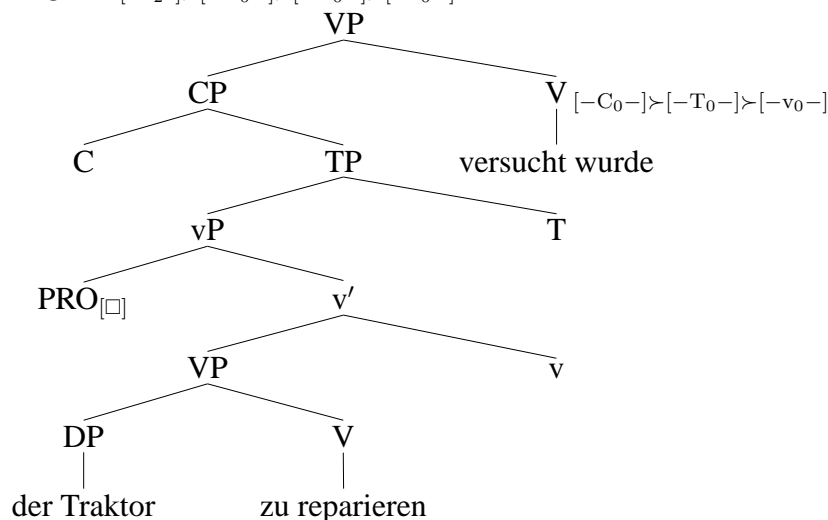 VP
CP V [−C₀−]≻[−T₀−]≻[−v₀−]
C TP versucht wurde
vP T
PRO[□] v′
VP v
DP V
der Traktor zu reparieren